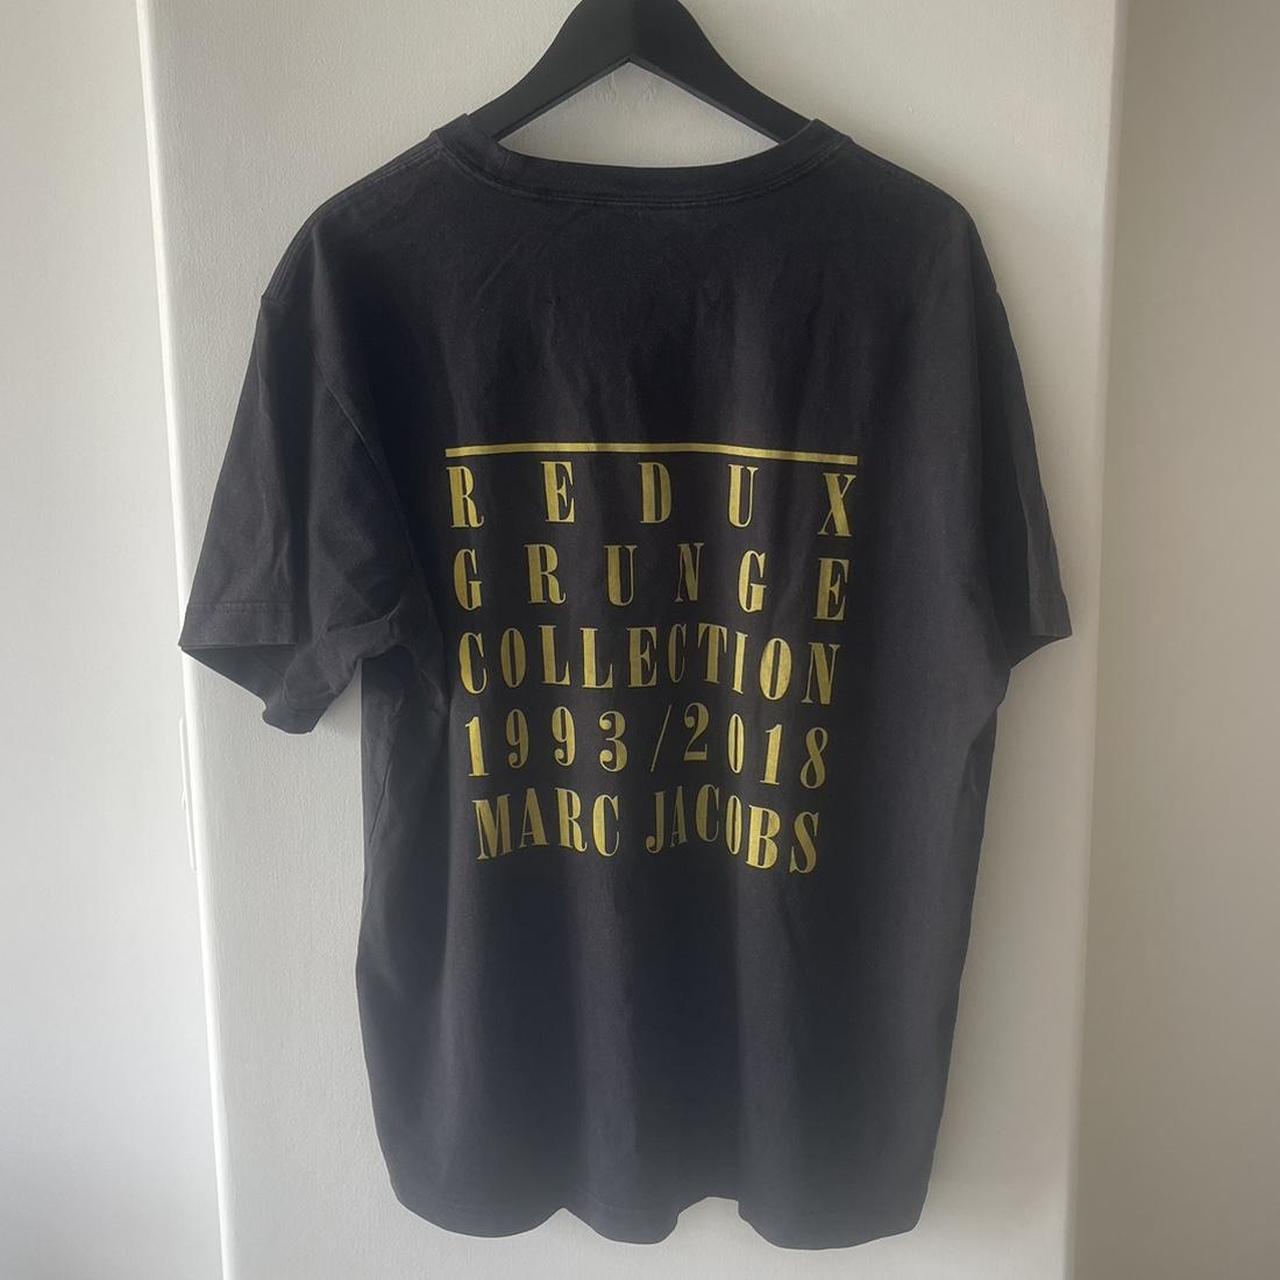 REDUX
GRUNGE
COLLECTION
1993/2018
MARC JACOBS